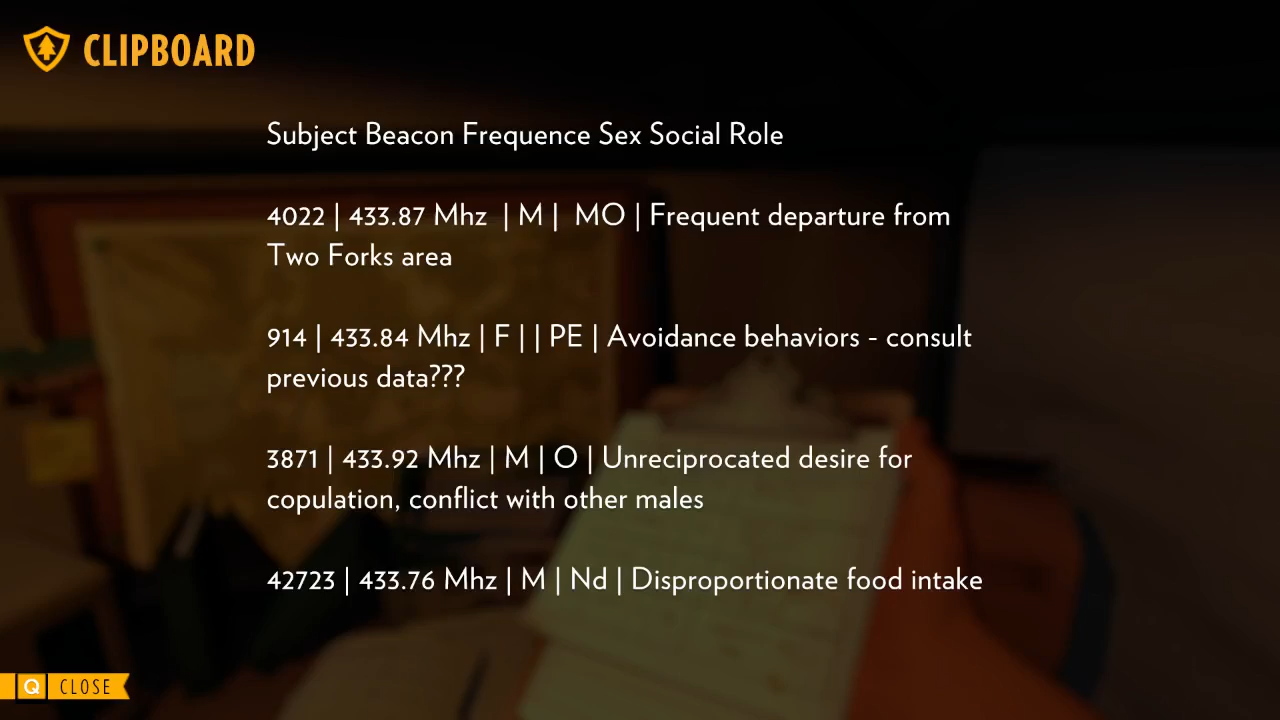 CLIPBOARD
Subject Beacon Frequence Sex Social Role
4022 | 433.87 Mhz | M | MO | Frequent departure from
Two Forks area
914 | 433.84 Mhz | F | | PE | Avoidance behaviors - consult
previous data???
3871 | 433.92 Mhz | M | O | Unreciprocated desire for
copulation, conflict with other males
42723 | 433.76 Mhz | M | Nd | Disproportionate food intake
Q CLOSE